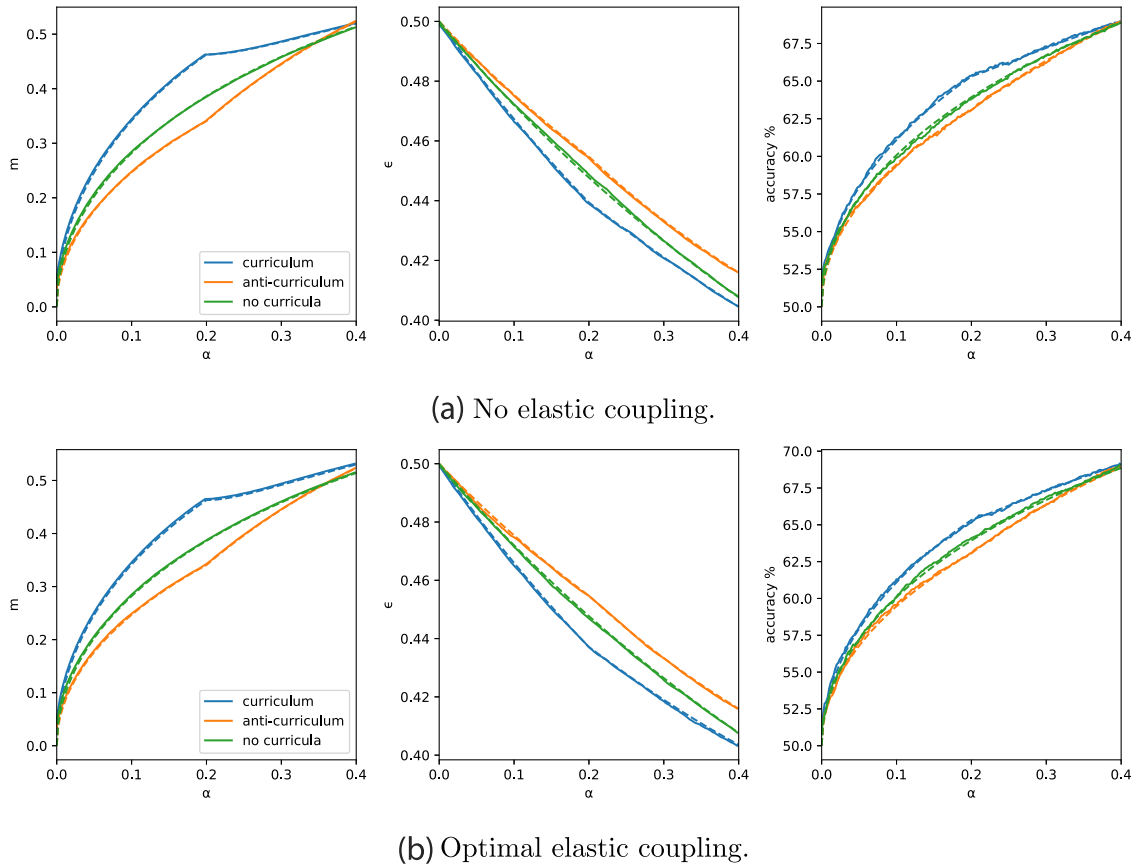 0.5
0.4
0.3
0.2
0.1
0.0
m
0.0 0.1 0.2 0.3 0.4
α
curriculum
anti-curriculum
no curricula
0.50
0.48
0.46
0.44
0.42
0.40
ϵ
0.0 0.1 0.2 0.3 0.4
α
67.5
65.0
62.5
60.0
57.5
55.0
52.5
50.0
accuracy %
0.0 0.1 0.2 0.3 0.4
α
(a) No elastic coupling.
0.5
0.4
0.3
0.2
0.1
0.0
m
0.0 0.1 0.2 0.3 0.4
α
curriculum
anti-curriculum
no curricula
0.50
0.48
0.46
0.44
0.42
0.40
ϵ
0.0 0.1 0.2 0.3 0.4
α
70.0
67.5
65.0
62.5
60.0
57.5
55.0
52.5
50.0
accuracy %
0.0 0.1 0.2 0.3 0.4
α
(b) Optimal elastic coupling.